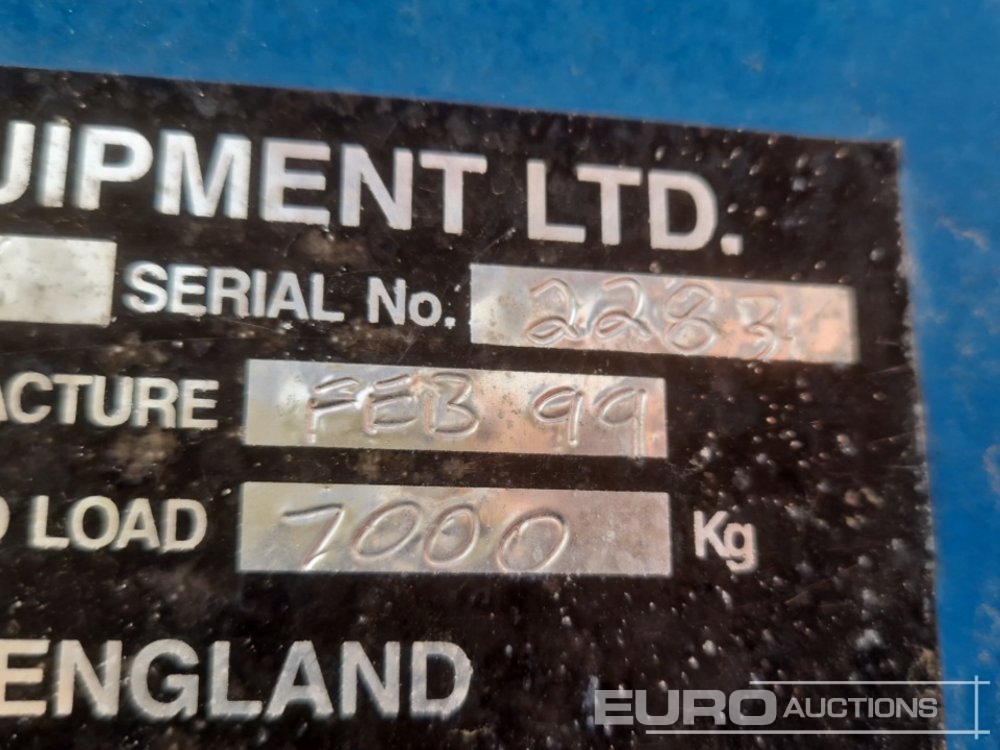 UIPMENT LTD.
SERIAL No. 2283
ACTURE FEB 99
D LOAD 7000 Kg
ENGLAND
EURO AUCTIONS